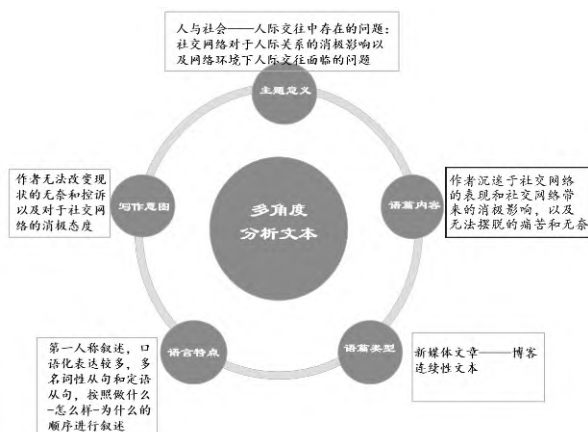 人与社会——人际交往中存在的问题：
社交网络对于人际关系的消极影响以
及网络环境下人际交往面临的问题
主题意义
作者无法改变现
状的无奈和控诉
以及对于社交网
络的消极态度
写作意图
多角度
分析文本
语篇内容
作者沉迷于社交网络
的表现和社交网络带
来的消极影响，以及
无法摆脱的痛苦和无奈
第一人称叙述，口
语化表达较多，多
名词性从句和定语
从句，按照做什么
-怎么样-为什么的
顺序进行叙述
语言特点
语篇类型
新媒体文章——博客
连续性文本